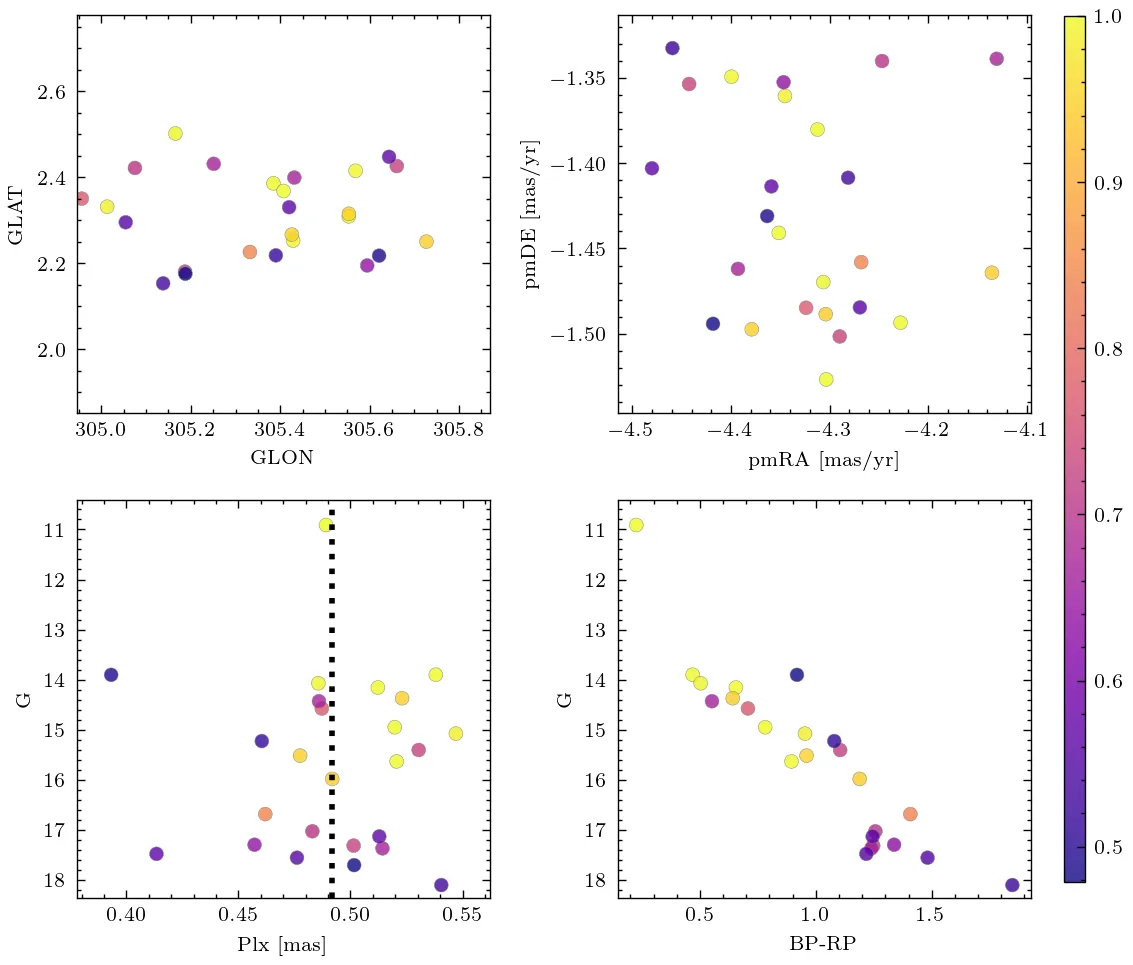 2.6
2.4
2.2
2.0
GLAT
305.0 305.2 305.4 305.6 305.8
GLON
−1.35
−1.40
−1.45
−1.50
pmDE [mas/yr]
−4.5 −4.4 −4.3 −4.2 −4.1
pmRA [mas/yr]
1.0
0.9
0.8
0.7
0.6
0.5
11
12
13
14
15
16
17
18
G
0.40 0.45 0.50 0.55
Plx [mas]
11
12
13
14
15
16
17
18
G
0.5 1.0 1.5
BP-RP